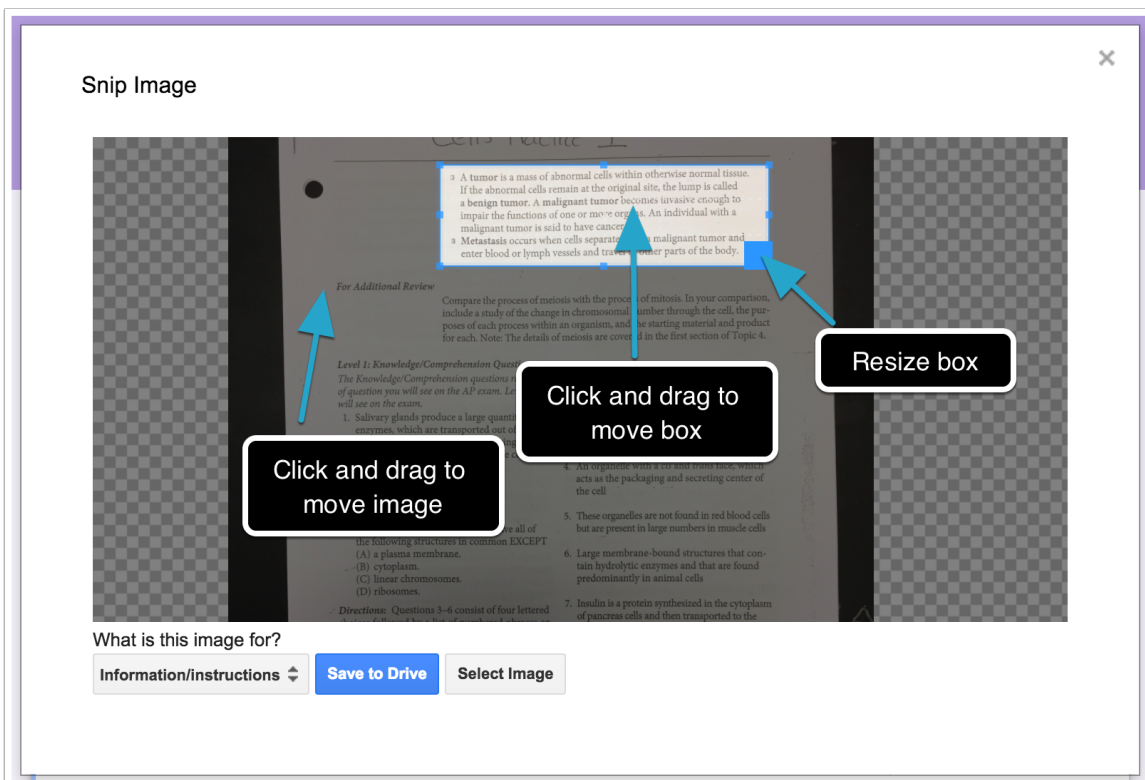 Snip Image
×
Cells Practice I
A tumor is a mass of abnormal cells within otherwise normal tissue.
If the abnormal cells remain at the original site, the lump is called
a benign tumor. A malignant tumor becomes invasive enough to
impair the functions of one or more organs. An individual with a
malignant tumor is said to have cancer
Metastasis occurs when cells separate malignant tumor and
enter blood or lymph vessels and travel other parts of the body.
For Additional Review
Compare the process of meiosis with the process of mitosis. In your comparison,
include a study of the change in chromosomal number through the cell, the pur-
poses of each process within an organism, and the starting material and product
for each. Note: The details of meiosis are covered in the first section of Topic 4.
Resize box
Level 1: Knowledge/Comprehension
The Knowledge/Comprehension questions
of question you will see on the AP exam.
will see on the exam.
1. Salivary glands produce a large
enzymes, which are transported out of
Click and drag to
move box
Click and drag to
move image
4. An organelle with a cis and trans face, which
acts as the packaging and secreting center of
the cell
5. These organelles are not found in red blood cells
but are present in large numbers in muscle cells
all of
the following structures in common EXCEPT
(A) a plasma membrane.
(B) cytoplasm.
(C) linear chromosomes.
(D) ribosomes.
6. Large membrane-bound structures that con-
tain hydrolytic enzymes and that are found
predominantly in animal cells
Directions: Questions 3–6 consist of four lettered
7. Insulin is a protein synthesized in the cytoplasm
of pancreas cells and then transported to the
What is this image for?
Information/instructions
Save to Drive
Select Image